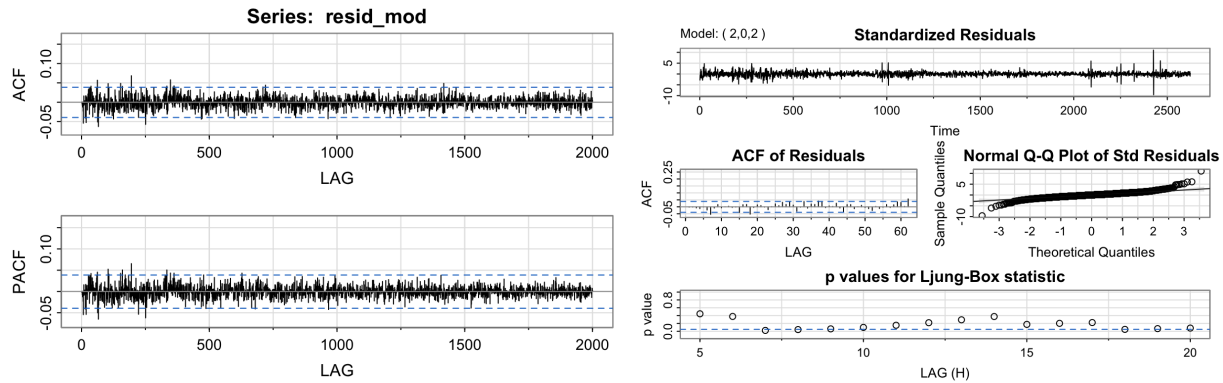 Series: resid_mod
ACF
-0.05 0.10
0 500 1000 1500 2000
LAG
PACF
-0.05 0.10
0 500 1000 1500 2000
LAG
Model: ( 2,0,2 ) Standardized Residuals
-10 5
0 500 1000 1500 2000 2500
Time
ACF of Residuals
ACF
-0.05 0.25
0 10 20 30 40 50 60
LAG
Normal Q-Q Plot of Std Residuals
Sample Quantiles
-10 5
-3 -2 -1 0 1 2 3
Theoretical Quantiles
p values for Ljung-Box statistic
p value
0.0 0.8
5 10 15 20
LAG (H)